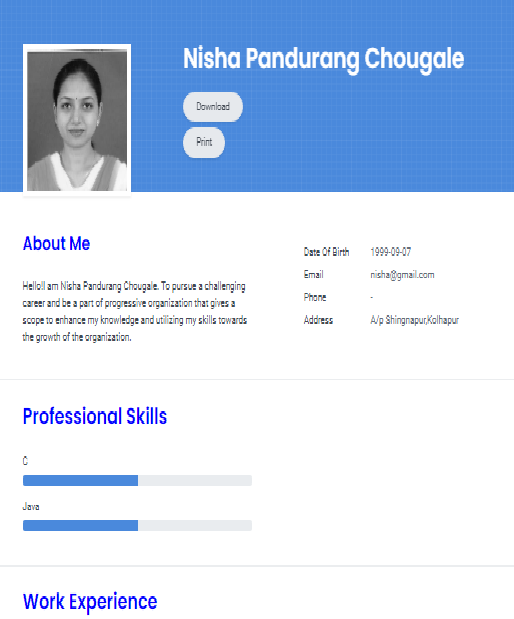 Nisha Pandurang Chougale
Download
Print
About Me
HelloI am Nisha Pandurang Chougale. To pursue a challenging
career and be a part of progressive organization that gives a
scope to enhance my knowledge and utilizing my skills towards
the growth of the organization.
Date Of Birth 1999-09-07
Email nisha@gmail.com
Phone -
Address A/p Shingnapur,Kolhapur
Professional Skills
C
Java
Work Experience